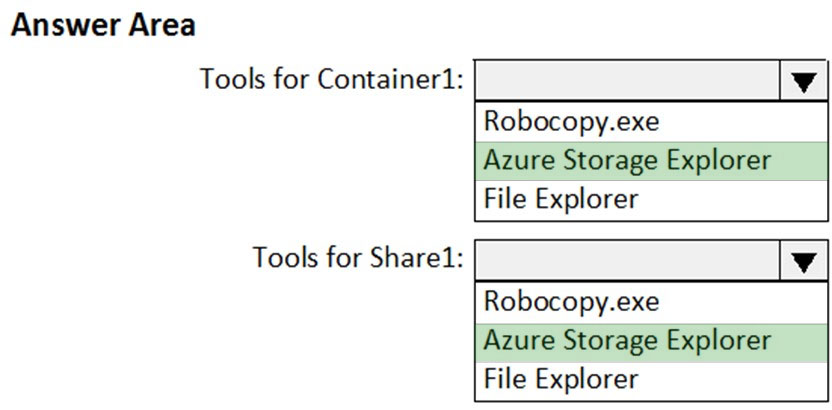 Answer Area
Tools for Container1:
Robocopy.exe
Azure Storage Explorer
File Explorer
Tools for Share1:
Robocopy.exe
Azure Storage Explorer
File Explorer